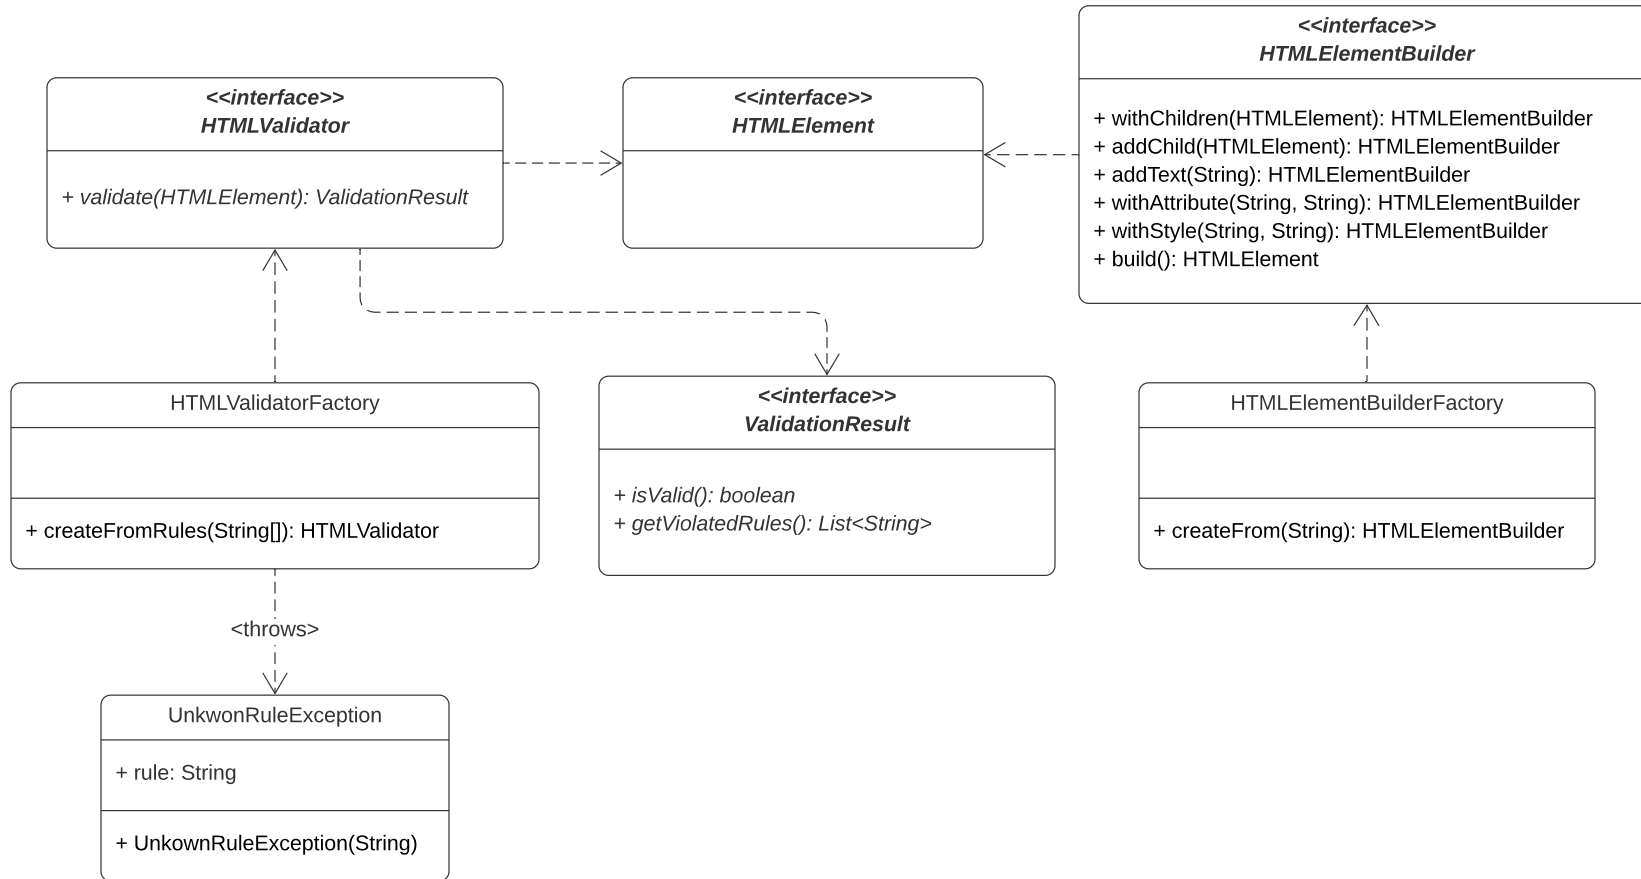 <<interface>>
HTMLElementBuilder
+ withChildren(HTMLElement): HTMLElementBuilder
+ addChild(HTMLElement): HTMLElementBuilder
+ addText(String): HTMLElementBuilder
+ withAttribute(String, String): HTMLElementBuilder
+ withStyle(String, String): HTMLElementBuilder
+ build(): HTMLElement
<<interface>>
HTMLValidator
+ validate(HTMLElement): ValidationResult
<<interface>>
HTMLElement
HTMLValidatorFactory
+ createFromRules(String[]): HTMLValidator
<<interface>>
ValidationResult
+ isValid(): boolean
+ getViolatedRules(): List<String>
HTMLElementBuilderFactory
+ createFrom(String): HTMLElementBuilder
<throws>
UnkwonRuleException
+ rule: String
+ UnkownRuleException(String)